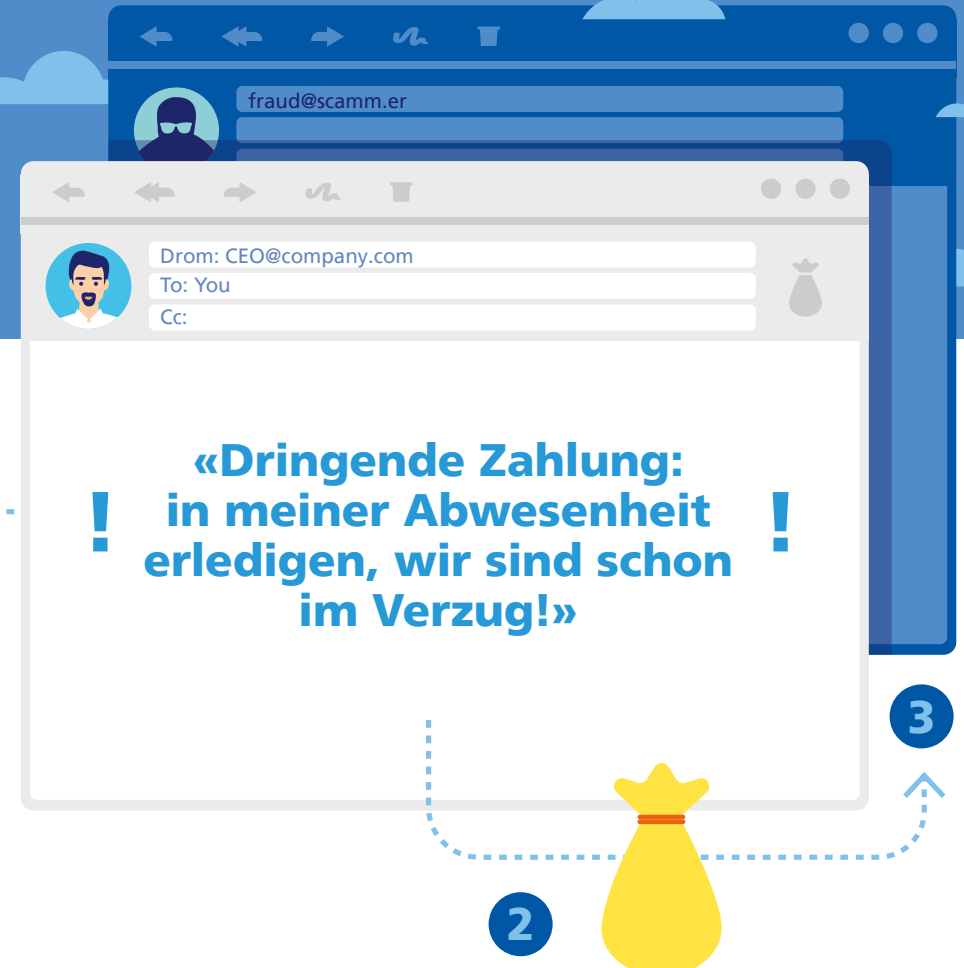 fraud@scamm.er
Drom: CEO@company.com
To: You
Cc:
«Dringende Zahlung:
! in meiner Abwesenheit !
erledigen, wir sind schon
im Verzug!»
3
2